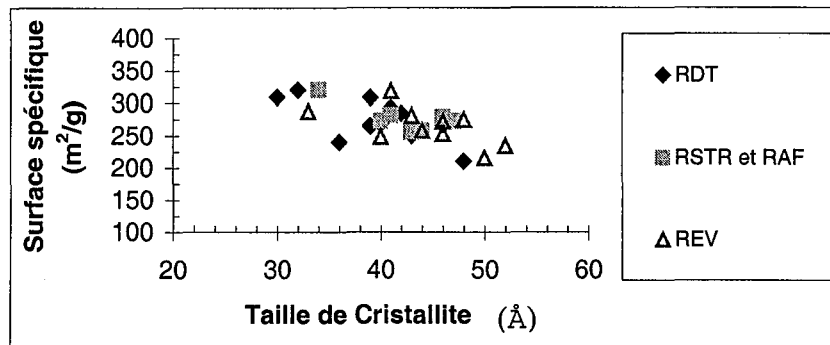 Surface spécifique
(m²/g)
400
350
300
250
200
150
100
20 30 40 50 60
Taille de Cristallite (Å)
RDT
RSTR et RAF
REV